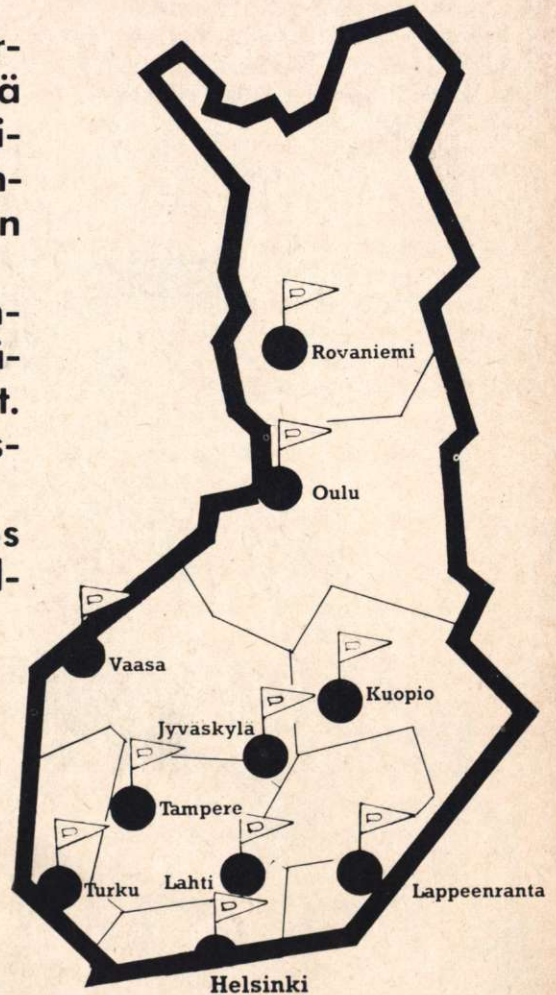 r-
ä
i-
n
i-
t.
s-
s
l-
Rovaniemi
Oulu
Vaasa
Kuopio
Jyväskylä
Tampere
Turku
Lahti
Lappeenranta
Helsinki